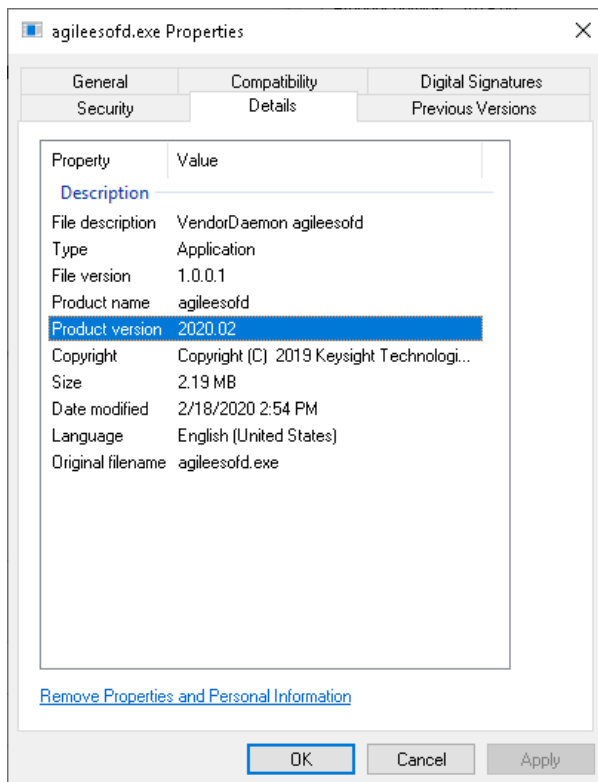 agileesofd.exe Properties
General Compatibility Digital Signatures
Security Details Previous Versions
Property Value
Description
File description VendorDaemon agileesofd
Type Application
File version 1.0.0.1
Product name agileesofd
Product version 2020.02
Copyright Copyright (C) 2019 Keysight Technologi...
Size 2.19 MB
Date modified 2/18/2020 2:54 PM
Language English (United States)
Original filename agileesofd.exe
Remove Properties and Personal Information
OK Cancel Apply